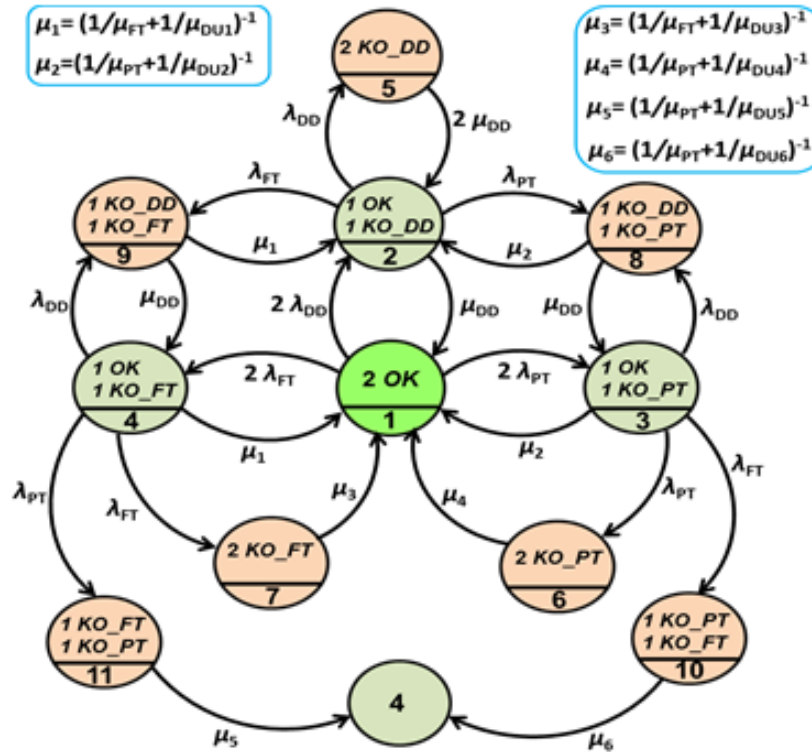 μ₁= (1/μFT+1/μDU1)⁻¹
μ₂=(1/μPT+1/μDU2)⁻¹
μ₃= (1/μFT+1/μDU3)⁻¹
μ₄= (1/μPT+1/μDU4)⁻¹
μ₅= (1/μPT+1/μDU5)⁻¹
μ₆= (1/μPT+1/μDU6)⁻¹
2 KO_DD
5
λDD
2 μDD
λFT
λPT
1 KO_DD
1 KO_FT
9
1 OK
1 KO_DD
2
1 KO_DD
1 KO_PT
8
μ₁
μ₂
λDD
μDD
2 λDD
μDD
μDD
λDD
1 OK
1 KO_FT
4
2 λFT
2 OK
1
2 λPT
1 OK
1 KO_PT
3
μ₁
μ₂
λPT
λFT
μ₃
μ₄
λPT
λFT
2 KO_FT
7
2 KO_PT
6
1 KO_FT
1 KO_PT
11
1 KO_PT
1 KO_FT
10
4
μ₅
μ₆